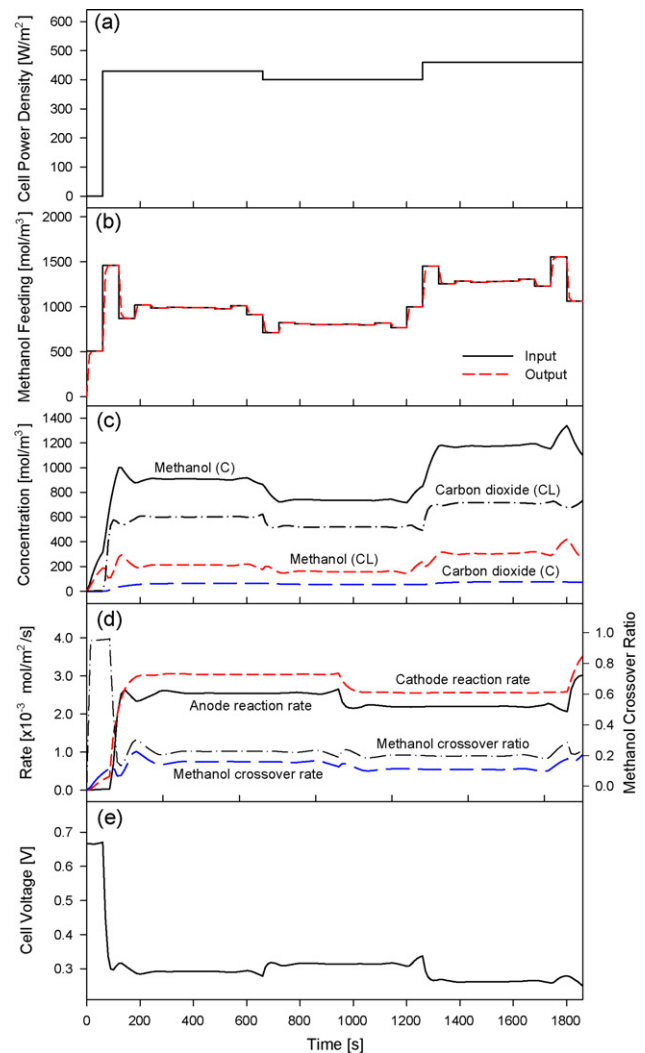 (a)
Cell Power Density [W/m²]
600
500
400
300
200
100
0
(b)
Methanol Feeding [mol/m³]
2000
1500
1000
500
0
Input
Output
(c)
Concentration [mol/m³]
1400
1200
1000
800
600
400
200
0
Methanol (C)
Carbon dioxide (CL)
Methanol (CL)
Carbon dioxide (C)
(d)
Rate [x10⁻³ mol/m²/s]
4.0
3.0
2.0
1.0
0.0
Cathode reaction rate
Anode reaction rate
Methanol crossover ratio
Methanol crossover rate
1.0
0.8
0.6
0.4
0.2
0.0
Methanol Crossover Ratio
(e)
Cell Voltage [V]
0.7
0.6
0.5
0.4
0.3
0 200 400 600 800 1000 1200 1400 1600 1800
Time [s]